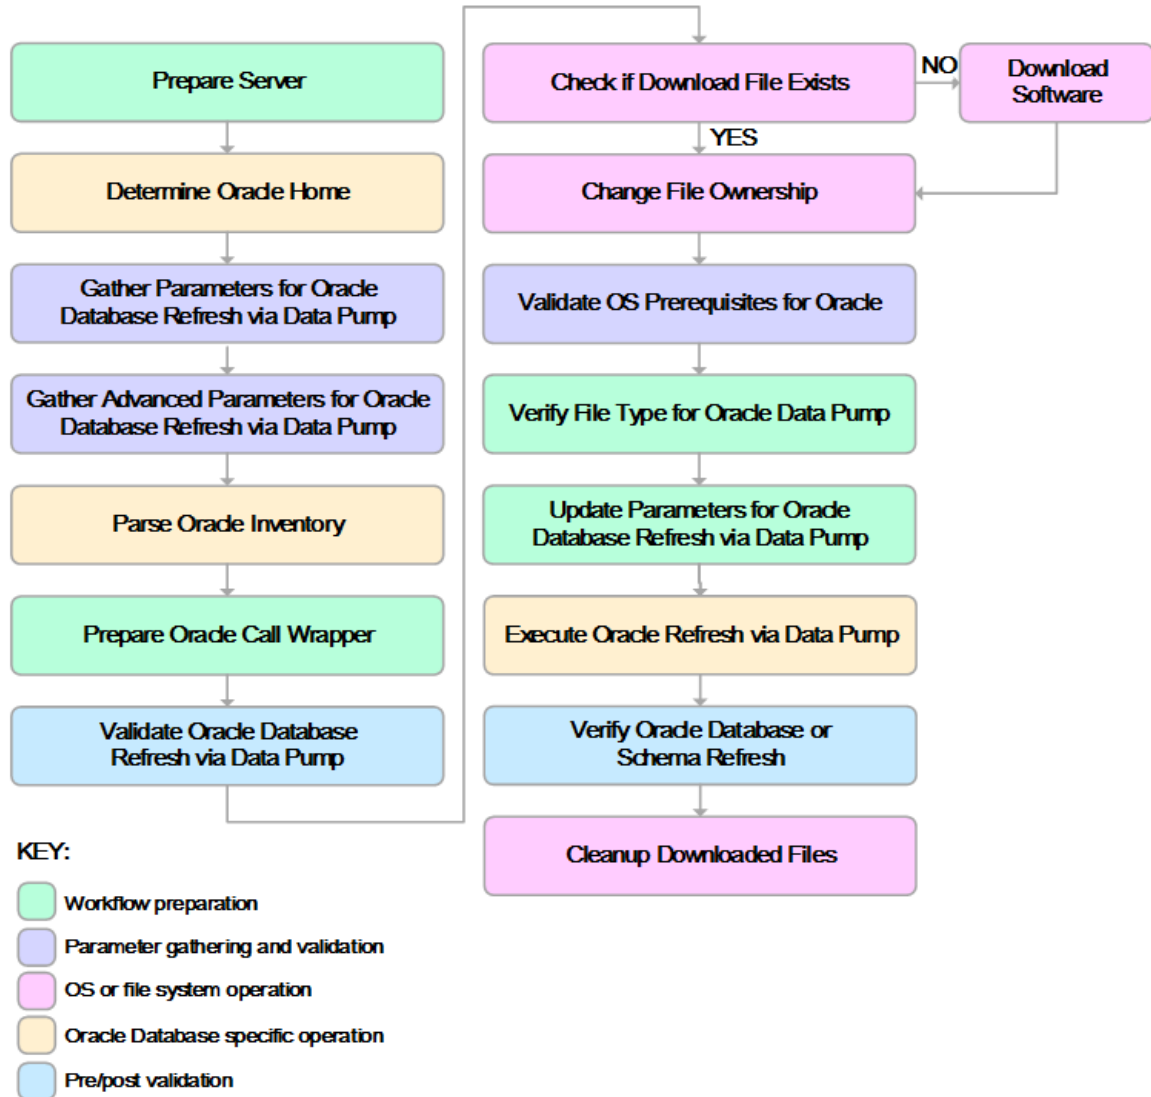 Prepare Server
Determine Oracle Home
Gather Parameters for Oracle
Database Refresh via Data Pump
Gather Advanced Parameters for Oracle
Database Refresh via Data Pump
Parse Oracle Inventory
Prepare Oracle Call Wrapper
Validate Oracle Database
Refresh via Data Pump
Check if Download File Exists
NO
Download
Software
YES
Change File Ownership
Validate OS Prerequisites for Oracle
Verify File Type for Oracle Data Pump
Update Parameters for Oracle
Database Refresh via Data Pump
Execute Oracle Refresh via Data Pump
Verify Oracle Database or
Schema Refresh
Cleanup Downloaded Files
KEY:
Workflow preparation
Parameter gathering and validation
OS or file system operation
Oracle Database specific operation
Pre/post validation